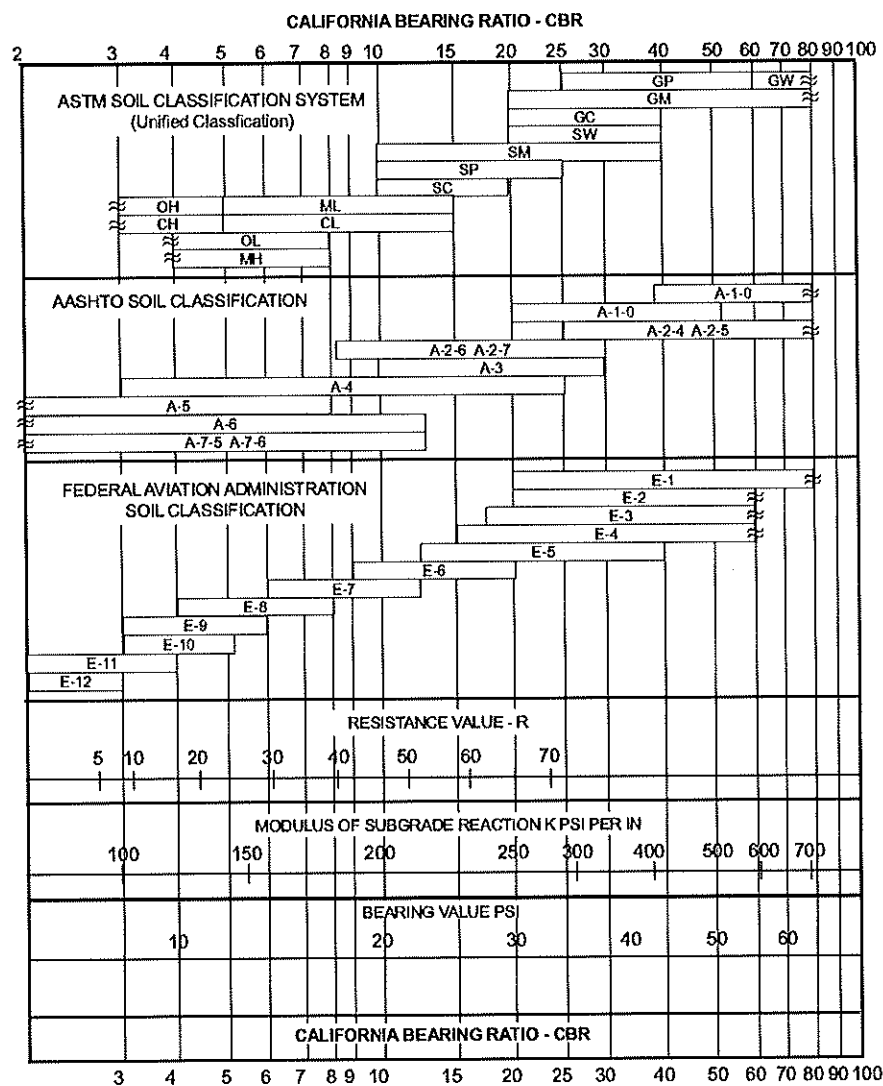 CALIFORNIA BEARING RATIO - CBR
2 3 4 5 6 7 8 9 10 15 20 25 30 40 50 60 70 80 90 100
GP GW
ASTM SOIL CLASSIFICATION SYSTEM
GM
(Unified Classfication)
GC
SW
SM
SP
SC
OH ML
CH CL
OL
MH
AASHTO SOIL CLASSIFICATION
A-1-0
A-1-0
A-2-4 A-2-5
A-2-6 A-2-7
A-3
A-4
A-5
A-6
A-7-5 A-7-6
FEDERAL AVIATION ADMINISTRATION
SOIL CLASSIFICATION
E-1
E-2
E-3
E-4
E-5
E-6
E-7
E-8
E-9
E-10
E-11
E-12
RESISTANCE VALUE - R
5 10 20 30 40 50 60 70
MODULUS OF SUBGRADE REACTION K PSI PER IN
100 150 200 250 300 400 500 600 700
BEARING VALUE PSI
10 20 30 40 50 60
CALIFORNIA BEARING RATIO - CBR
3 4 5 6 7 8 9 10 15 20 25 30 40 50 60 70 80 90 100